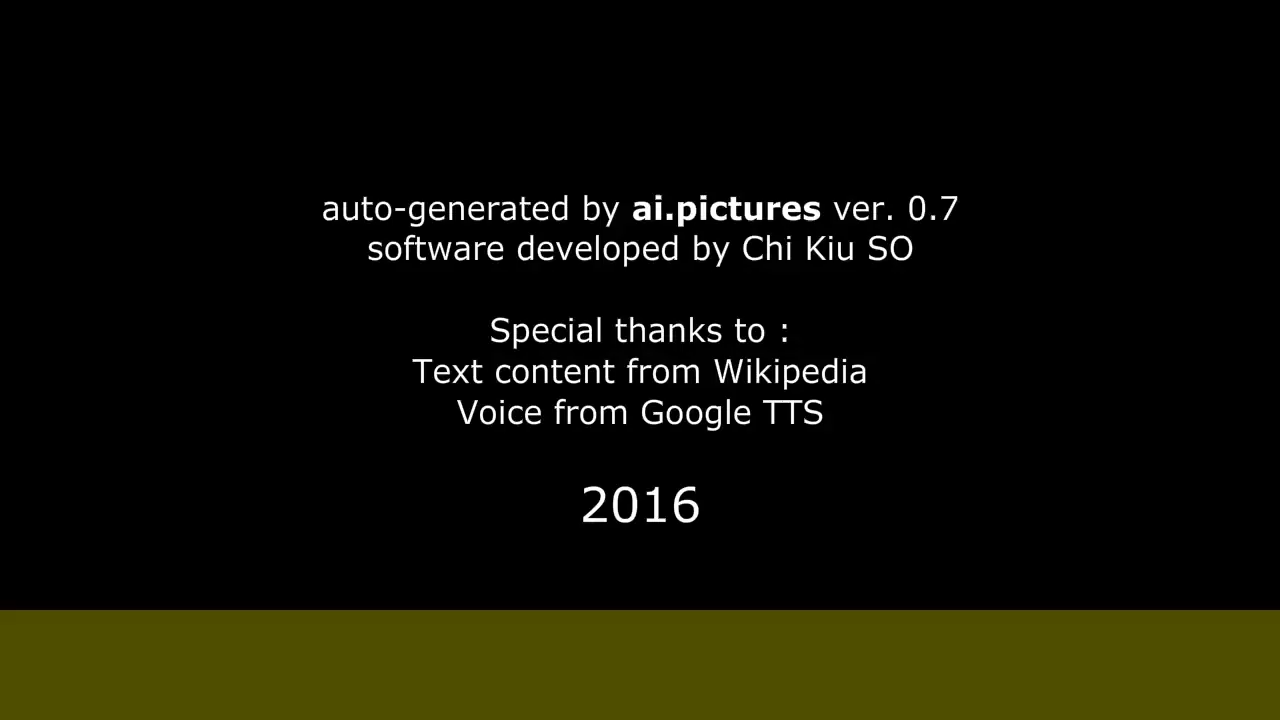 auto-generated by ai.pictures ver. 0.7
software developed by Chi Kiu SO
Special thanks to :
Text content from Wikipedia
Voice from Google TTS
2016